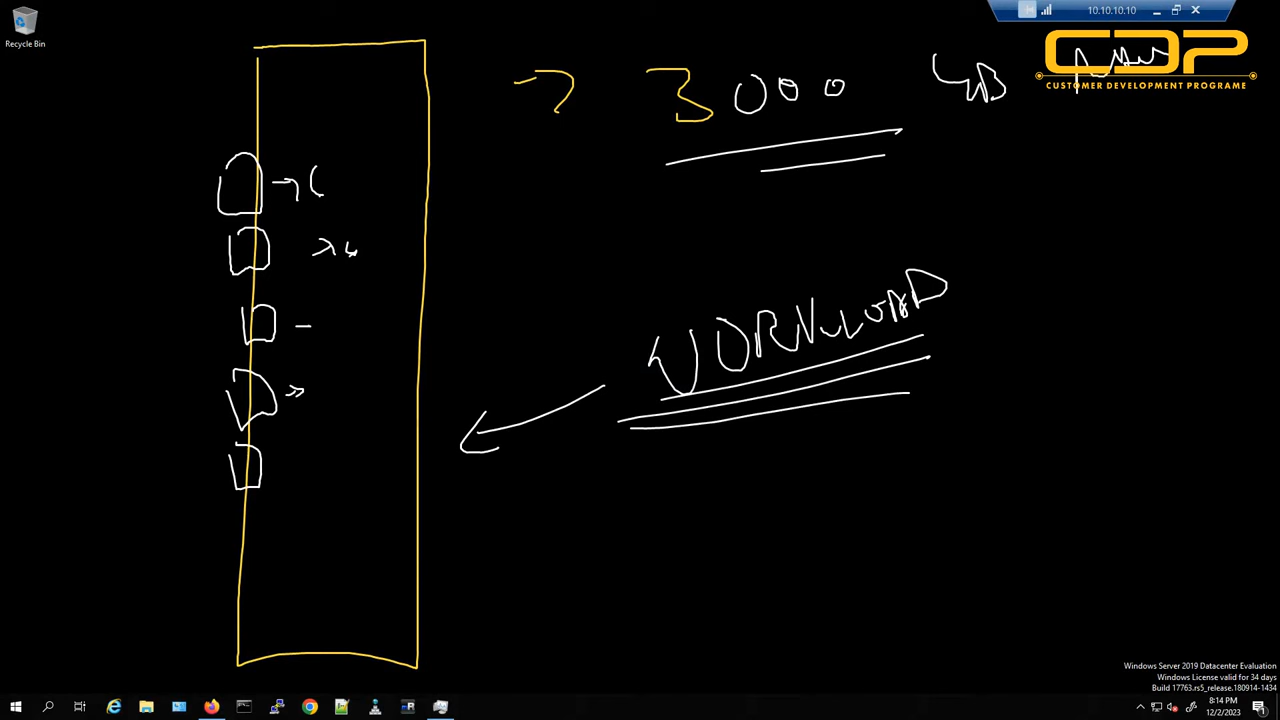 10.10.10.10
CDP
CUSTOMER DEVELOPMENT PROGRAME
Recycle Bin
3000 GB
WORKLOAD
Windows Server 2019 Datacenter Evaluation
Windows License valid for 34 days
Build 17763.rs5_release.180914-1434
8:14 PM
12/2/2023